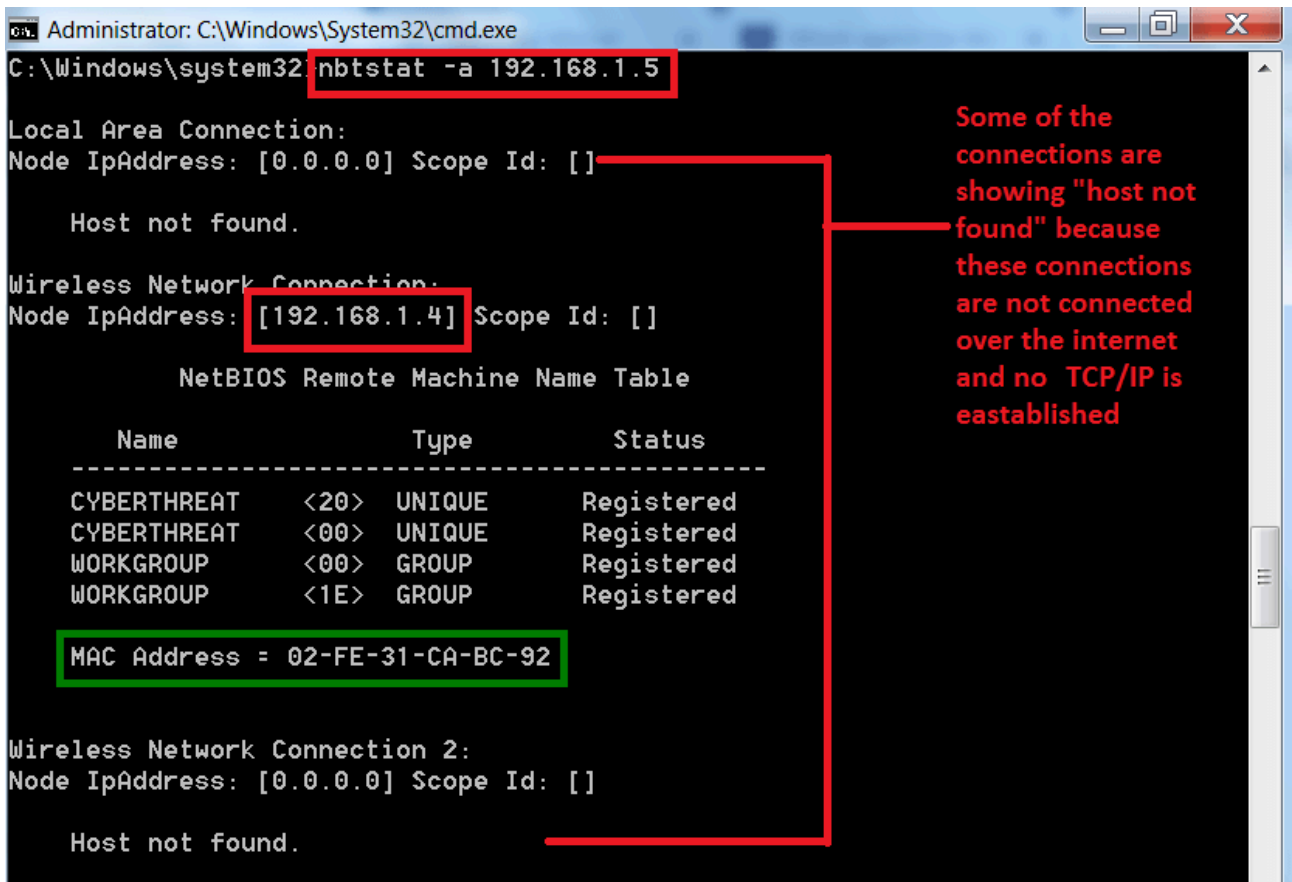 Administrator: C:\Windows\System32\cmd.exe
C:\Windows\system32>nbtstat -a 192.168.1.5
Local Area Connection:
Node IpAddress: [0.0.0.0] Scope Id: []
Host not found.
Wireless Network Connection:
Node IpAddress: [192.168.1.4] Scope Id: []
NetBIOS Remote Machine Name Table
Name Type Status
---------------------------------------------
CYBERTHREAT <20> UNIQUE Registered
CYBERTHREAT <00> UNIQUE Registered
WORKGROUP <00> GROUP Registered
WORKGROUP <1E> GROUP Registered
MAC Address = 02-FE-31-CA-BC-92
Wireless Network Connection 2:
Node IpAddress: [0.0.0.0] Scope Id: []
Host not found.
Some of the
connections are
showing "host not
found" because
these connections
are not connected
over the internet
and no TCP/IP is
eastablished